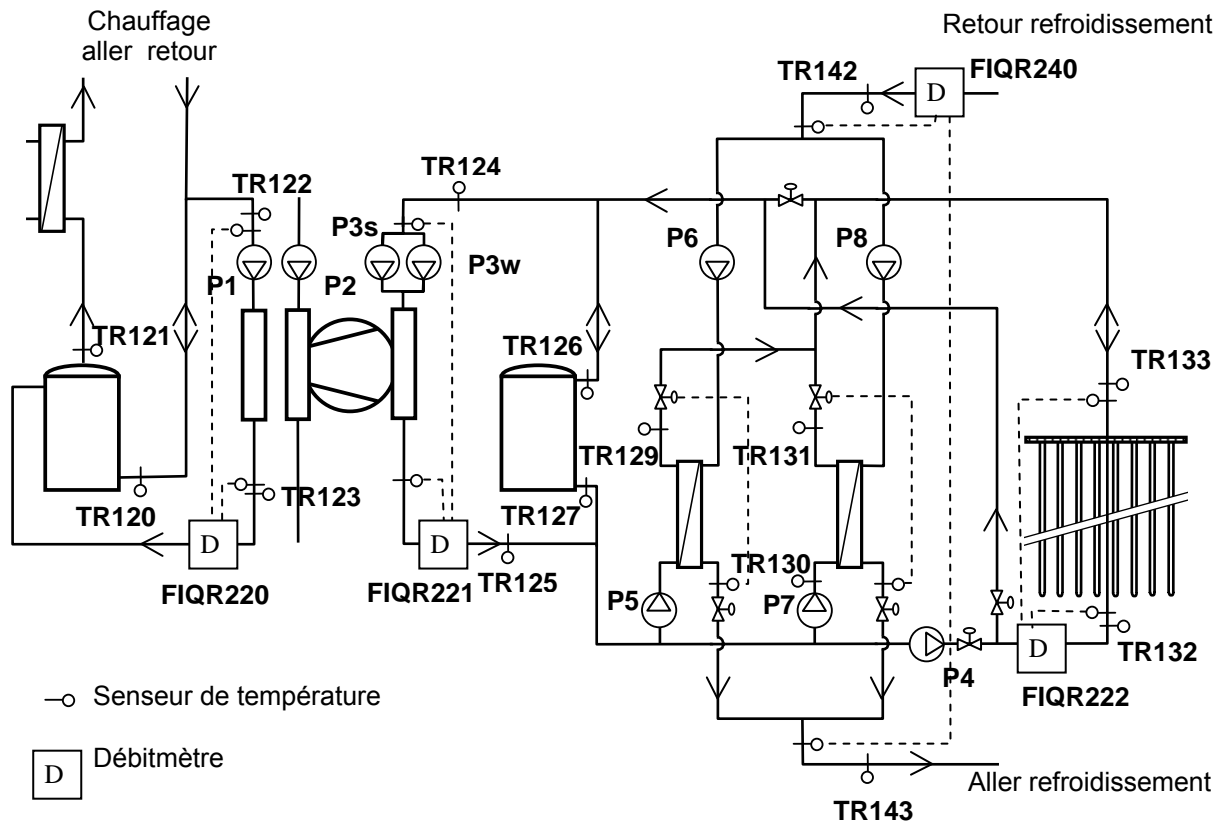 Chauffage
aller retour
Retour refroidissement
TR142
FIQR240
D
TR122
TR124
P3s
P3w
P6
P8
P1
P2
TR121
TR126
TR133
TR129
TR131
TR120
TR123
TR127
D
FIQR220
D
FIQR221
TR125
TR130
P5
P7
P4
D
TR132
FIQR222
Senseur de température
D
Débitmètre
Aller refroidissement
TR143